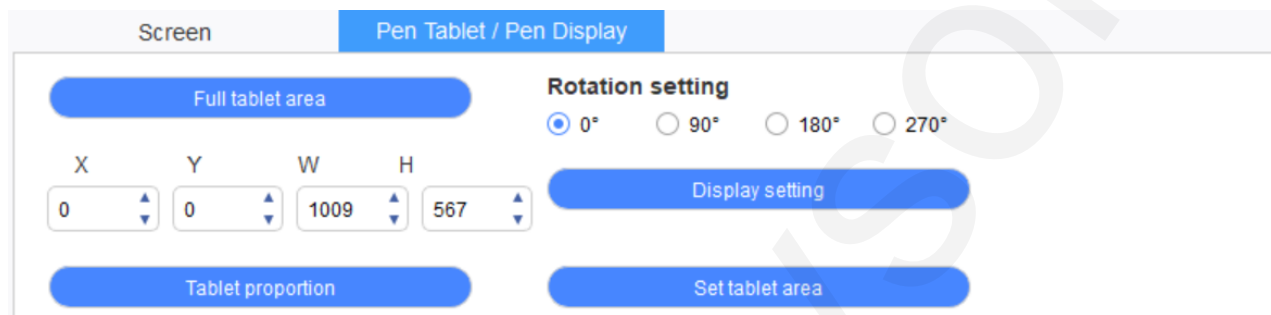 Screen
Pen Tablet / Pen Display
Full tablet area
Rotation setting
0° 90° 180° 270°
X Y W H
0 0 1009 567
Display setting
Tablet proportion
Set tablet area